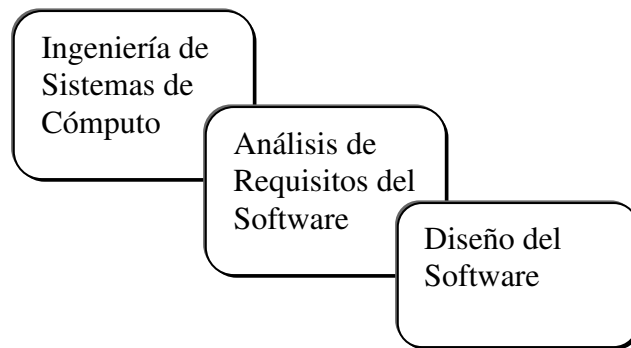 Ingeniería de
Sistemas de
Cómputo
Análisis de
Requisitos del
Software
Diseño del
Software